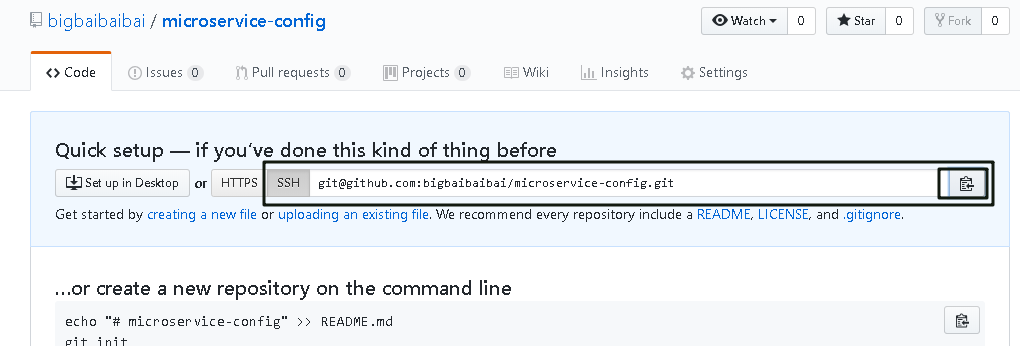 bigbaibaibai / microservice-config
Watch 0 Star 0 Fork 0
Code Issues 0 Pull requests 0 Projects 0 Wiki Insights Settings
Quick setup — if you've done this kind of thing before
Set up in Desktop or HTTPS SSH git@github.com:bigbaibaibai/microservice-config.git
Get started by creating a new file or uploading an existing file. We recommend every repository include a README, LICENSE, and .gitignore.
...or create a new repository on the command line
echo "# microservice-config" >> README.md
git init